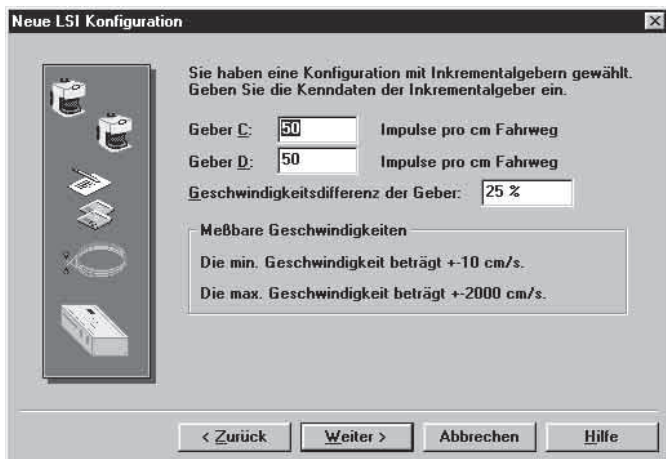 Neue LSI Konfiguration
Sie haben eine Konfiguration mit Inkrementalgebern gewählt.
Geben Sie die Kenndaten der Inkrementalgeber ein.
Geber C: 50 Impulse pro cm Fahrweg
Geber D: 50 Impulse pro cm Fahrweg
Geschwindigkeitsdifferenz der Geber: 25 %
Meßbare Geschwindigkeiten
Die min. Geschwindigkeit beträgt +-10 cm/s.
Die max. Geschwindigkeit beträgt +-2000 cm/s.
< Zurück Weiter > Abbrechen Hilfe